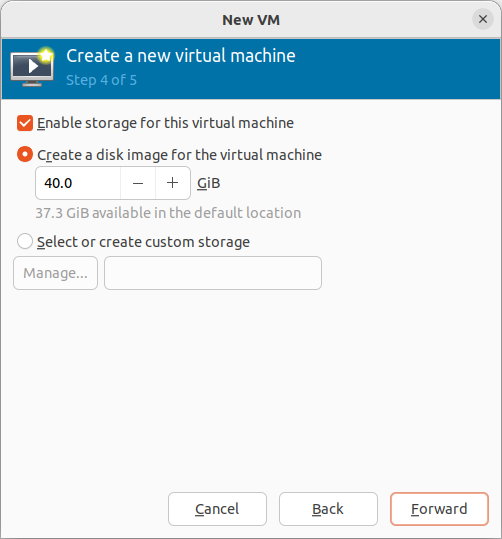 New VM
Create a new virtual machine
Step 4 of 5
Enable storage for this virtual machine
Create a disk image for the virtual machine
40.0 − + GiB
37.3 GiB available in the default location
Select or create custom storage
Manage...
Cancel Back Forward